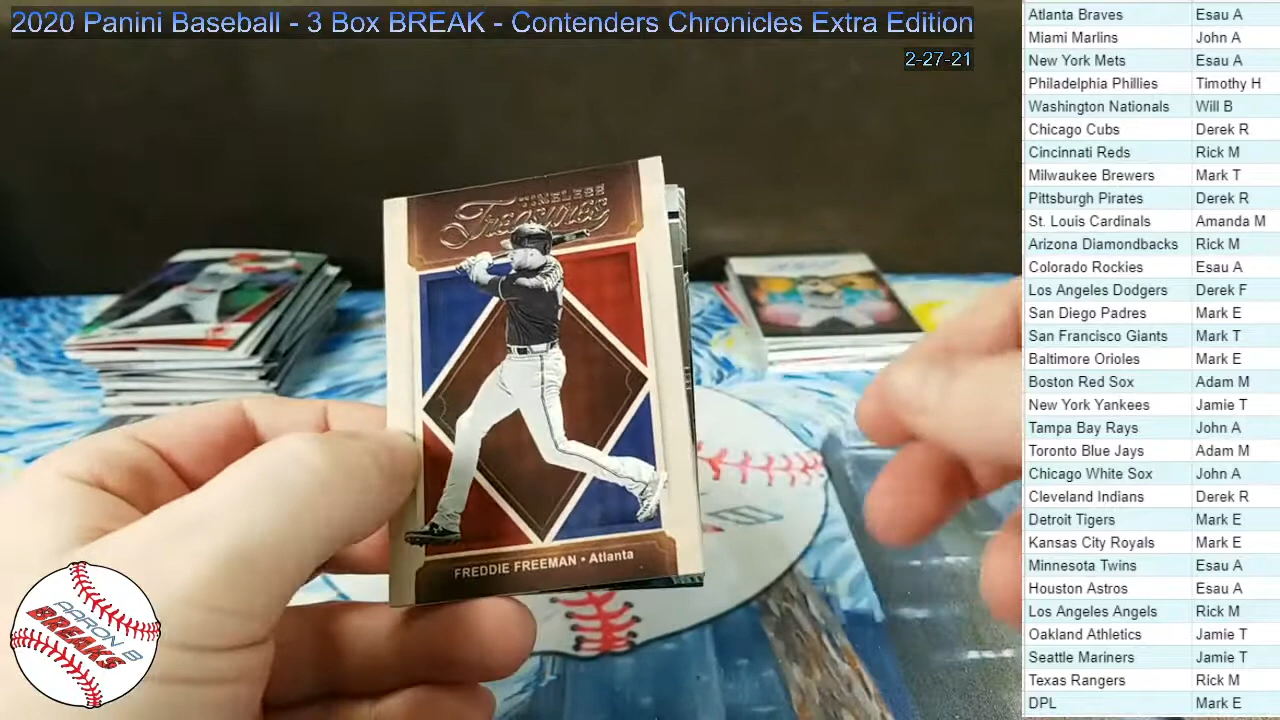 2020 Panini Baseball - 3 Box BREAK - Contenders Chronicles Extra Edition
2-27-21
TIMELESS
Treasures
FREDDIE FREEMAN • Atlanta
AARON B
BREAKS
Atlanta Braves Esau A
Miami Marlins John A
New York Mets Esau A
Philadelphia Phillies Timothy H
Washington Nationals Will B
Chicago Cubs Derek R
Cincinnati Reds Rick M
Milwaukee Brewers Mark T
Pittsburgh Pirates Derek R
St. Louis Cardinals Amanda M
Arizona Diamondbacks Rick M
Colorado Rockies Esau A
Los Angeles Dodgers Derek F
San Diego Padres Mark E
San Francisco Giants Mark T
Baltimore Orioles Mark E
Boston Red Sox Adam M
New York Yankees Jamie T
Tampa Bay Rays John A
Toronto Blue Jays Adam M
Chicago White Sox John A
Cleveland Indians Derek R
Detroit Tigers Mark E
Kansas City Royals Mark E
Minnesota Twins Esau A
Houston Astros Esau A
Los Angeles Angels Rick M
Oakland Athletics Jamie T
Seattle Mariners Jamie T
Texas Rangers Rick M
DPL Mark E